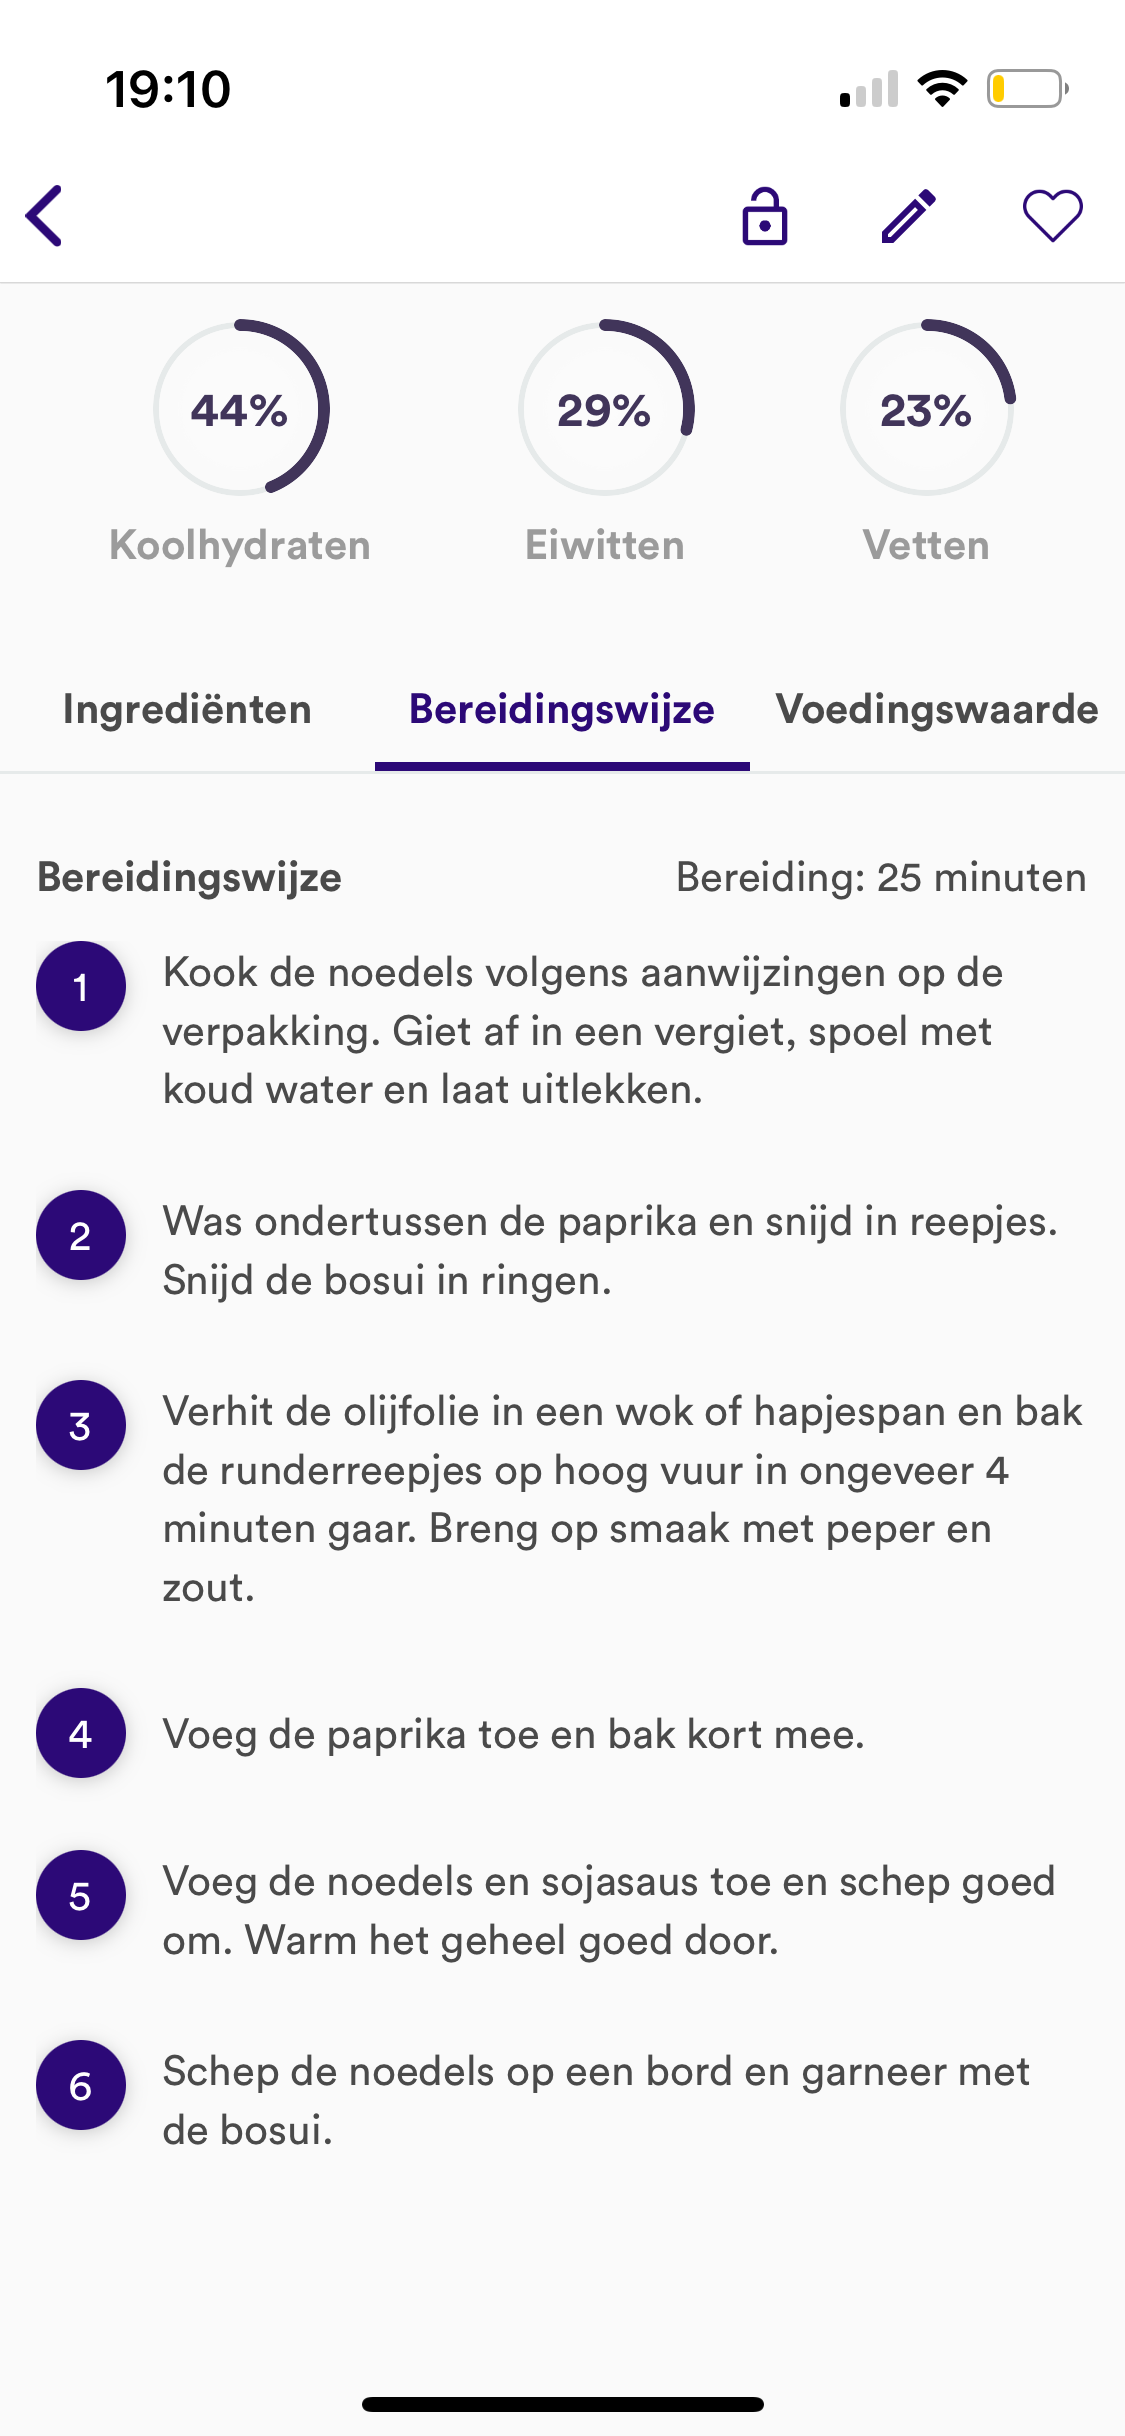 19:10
44%
29%
23%
Koolhydraten
Eiwitten
Vetten
Ingrediënten
Bereidingswijze
Voedingswaarde
Bereidingswijze
Bereiding: 25 minuten
1
Kook de noedels volgens aanwijzingen op de
verpakking. Giet af in een vergiet, spoel met
koud water en laat uitlekken.
2
Was ondertussen de paprika en snijd in reepjes.
Snijd de bosui in ringen.
3
Verhit de olijfolie in een wok of hapjespan en bak
de runderreepjes op hoog vuur in ongeveer 4
minuten gaar. Breng op smaak met peper en
zout.
4
Voeg de paprika toe en bak kort mee.
5
Voeg de noedels en sojasaus toe en schep goed
om. Warm het geheel goed door.
6
Schep de noedels op een bord en garneer met
de bosui.